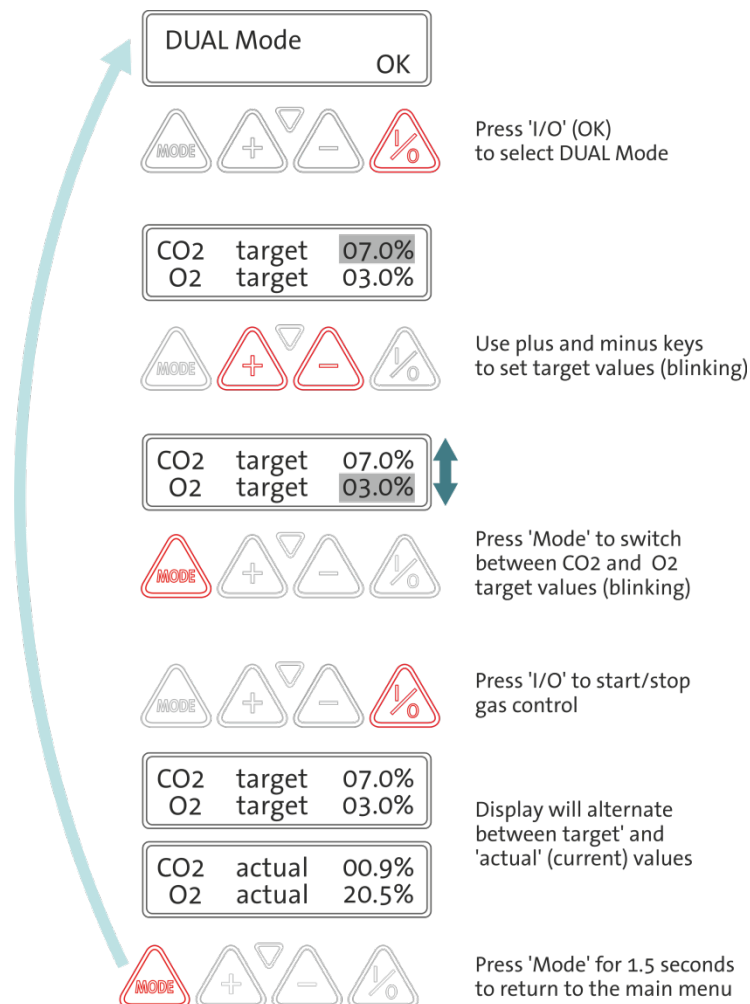 DUAL Mode
OK
MODE + - I/O
Press 'I/O' (OK)
to select DUAL Mode
CO2 target 07.0%
O2 target 03.0%
MODE + - I/O
Use plus and minus keys
to set target values (blinking)
CO2 target 07.0%
O2 target 03.0%
MODE + - I/O
Press 'Mode' to switch
between CO2 and O2
target values (blinking)
MODE + - I/O
Press 'I/O' to start/stop
gas control
CO2 target 07.0%
O2 target 03.0%
CO2 actual 00.9%
O2 actual 20.5%
Display will alternate
between target' and
'actual' (current) values
MODE + - I/O
Press 'Mode' for 1.5 seconds
to return to the main menu